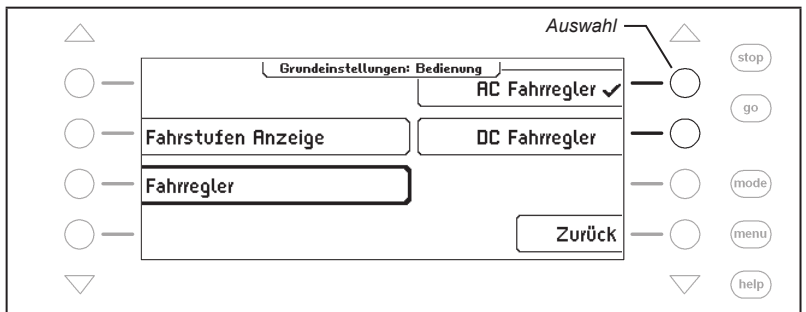 Auswahl
stop
Grundeinstellungen: Bedienung
AC Fahrregler ✓
go
Fahrstufen Anzeige
DC Fahrregler
Fahrregler
mode
Zurück
menu
help